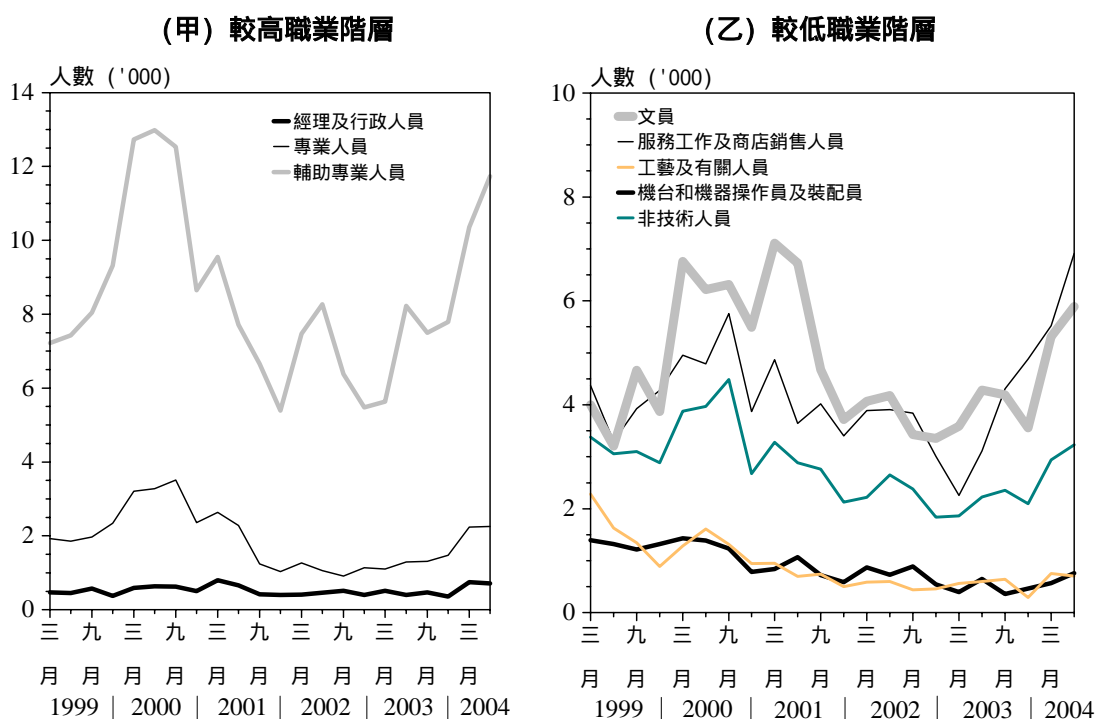 (甲) 較高職業階層
人數 ('000)
14
12
10
8
6
4
2
0
經理及行政人員
專業人員
輔助專業人員
三月 九月 三月 九月 三月 九月 三月 九月 三月 九月 三月
1999 2000 2001 2002 2003 2004
(乙) 較低職業階層
人數 ('000)
10
8
6
4
2
0
文員
服務工作及商店銷售人員
工藝及有關人員
機台和機器操作員及裝配員
非技術人員
三月 九月 三月 九月 三月 九月 三月 九月 三月 九月 三月
1999 2000 2001 2002 2003 2004